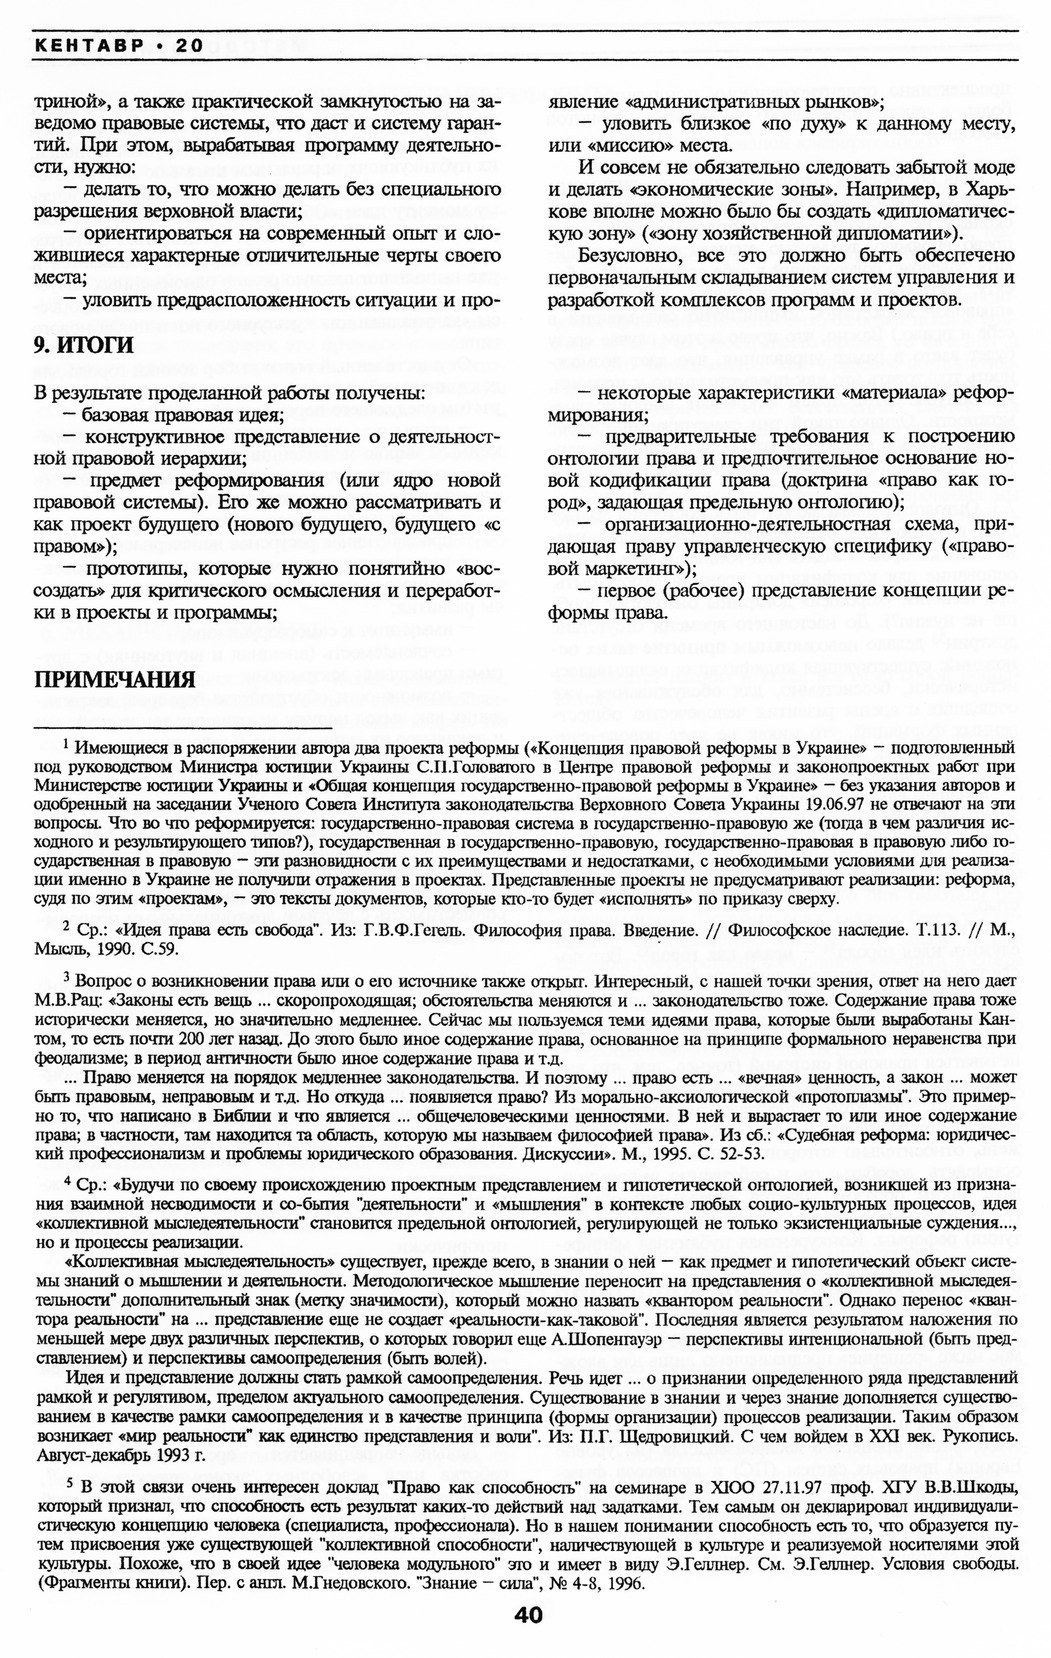 КЕНТАВР • 20
триной», а также практической замкнутостью на за-
ведомо правовые системы, что даст и систему гаран-
тий. При этом, вырабатывая программу деятельно-
сти, нужно:
— делать то, что можно делать без специального
разрешения верховной власти;
— ориентироваться на современный опыт и сло-
жившиеся характерные отличительные черты своего
места;
— уловить предрасположенность ситуации и про-
явление «административных рынков»;
— уловить близкое «по духу» к данному месту,
или «миссию» места.
И совсем не обязательно следовать забытой моде
и делать «экономические зоны». Например, в Харь-
кове вполне можно было бы создать «дипломатичес-
кую зону» («зону хозяйственной дипломатии»).
Безусловно, все это должно быть обеспечено
первоначальным складыванием систем управления и
разработкой комплексов программ и проектов.
9. ИТОГИ
В результате проделанной работы получены:
— базовая правовая идея;
— конструктивное представление о деятельност-
ной правовой иерархии;
— предмет реформирования (или ядро новой
правовой системы). Его же можно рассматривать и
как проект будущего (нового будущего, будущего «с
правом»);
— прототипы, которые нужно понятийно «вос-
создать» для критического осмысления и переработ-
ки в проекты и программы;
— некоторые характеристики «материала» рефор-
мирования;
— предварительные требования к построению
онтологии права и предпочтительное основание но-
вой кодификации права (доктрина «право как го-
род», задающая предельную онтологию);
— организационно-деятельностная схема, при-
дающая праву управленческую специфику («право-
вой маркетинг»);
— первое (рабочее) представление концепции ре-
формы права.
ПРИМЕЧАНИЯ
1 Имеющиеся в распоряжении автора два проекта реформы («Концепция правовой реформы в Украине» — подготовленный
под руководством Министра юстиции Украины С.П.Головатого в Центре правовой реформы и законопроектных работ при
Министерстве юстиции Украины и «Общая концепция государственно-правовой реформы в Украине» — без указания авторов и
одобренный на заседании Ученого Совета Института законодательства Верховного Совета Украины 19.06.97 не отвечают на эти
вопросы. Что во что реформируется: государственно-правовая система в государственно-правовую же (тогда в чем различия ис-
ходного и результирующего типов?), государственная в государственно-правовую, государственно-правовая в правовую либо го-
сударственная в правовую — эти разновидности с их преимуществами и недостатками, с необходимыми условиями для реализа-
ции именно в Украине не получили отражения в проектах. Представленные проекты не предусматривают реализации: реформа,
судя по этим «проектам», — это тексты документов, которые кто-то будет «исполнять» по приказу сверху.
2 Ср.: «Идея права есть свобода". Из: Г.В.Ф.Гегель. Философия права. Введение. // Философское наследие. Т.113. // М.,
Мысль, 1990. С.59.
3 Вопрос о возникновении права или о его источнике также открыт. Интересный, с нашей точки зрения, ответ на него дает
М.В.Рац: «Законы есть вещь ... скоропроходящая; обстоятельства меняются и ... законодательство тоже. Содержание права тоже
исторически меняется, но значительно медленнее. Сейчас мы пользуемся теми идеями права, которые были выработаны Кан-
том, то есть почти 200 лет назад. До этого было иное содержание права, основанное на принципе формального неравенства при
феодализме; в период античности было иное содержание права и т.д.
... Право меняется на порядок медленнее законодательства. И поэтому ... право есть ... «вечная» ценность, а закон ... может
быть правовым, неправовым и т.д. Но откуда ... появляется право? Из морально-аксиологической «протоплазмы". Это пример-
но то, что написано в Библии и что является ... общечеловеческими ценностями. В ней и вырастает то или иное содержание
права; в частности, там находится та область, которую мы называем философией права». Из сб.: «Судебная реформа: юридичес-
кий профессионализм и проблемы юридического образования. Дискуссии». М., 1995. С. 52-53.
4 Ср.: «Будучи по своему происхождению проектным представлением и гипотетической онтологией, возникшей из призна-
ния взаимной несводимости и со-бытия "деятельности" и «мышления" в контексте любых социо-культурных процессов, идея
«коллективной мыследеятельности" становится предельной онтологией, регулирующей не только экзистенциальные суждения...,
но и процессы реализации.
«Коллективная мыследеятельность» существует, прежде всего, в знании о ней — как предмет и гипотетический объект систе-
мы знаний о мышлении и деятельности. Методологическое мышление переносит на представления о «коллективной мыследея-
тельности" дополнительный знак (метку значимости), который можно назвать «квантором реальности". Однако перенос «кван-
тора реальности" на ... представление еще не создает «реальности-как-таковой". Последняя является результатом наложения по
меньшей мере двух различных перспектив, о которых говорил еще А.Шопенгауэр — перспективы интенциональной (быть пред-
ставлением) и перспективы самоопределения (быть волей).
Идея и представление должны стать рамкой самоопределения. Речь идет ... о признании определенного ряда представлений
рамкой и регулятивом, пределом актуального самоопределения. Существование в знании и через знание дополняется существо-
ванием в качестве рамки самоопределения и в качестве принципа (формы организации) процессов реализации. Таким образом
возникает «мир реальности" как единство представления и воли". Из: П.Г. Щедровицкий. С чем войдем в XXI век. Рукопись.
Август-декабрь 1993 г.
5 В этой связи очень интересен доклад "Право как способность" на семинаре в ХЮО 27.11.97 проф. ХГУ В.В.Шкоды,
который признал, что способность есть результат каких-то действий над задатками. Тем самым он декларировал индивидуали-
стическую концепцию человека (специалиста, профессионала). Но в нашем понимании способность есть то, что образуется пу-
тем присвоения уже существующей "коллективной способности", наличествующей в культуре и реализуемой носителями этой
культуры. Похоже, что в своей идее "человека модульного" это и имеет в виду Э.Геллнер. См. Э.Геллнер. Условия свободы.
(Фрагменты книги). Пер. с англ. М.Гнедовского. "Знание — сила", № 4-8, 1996.
40